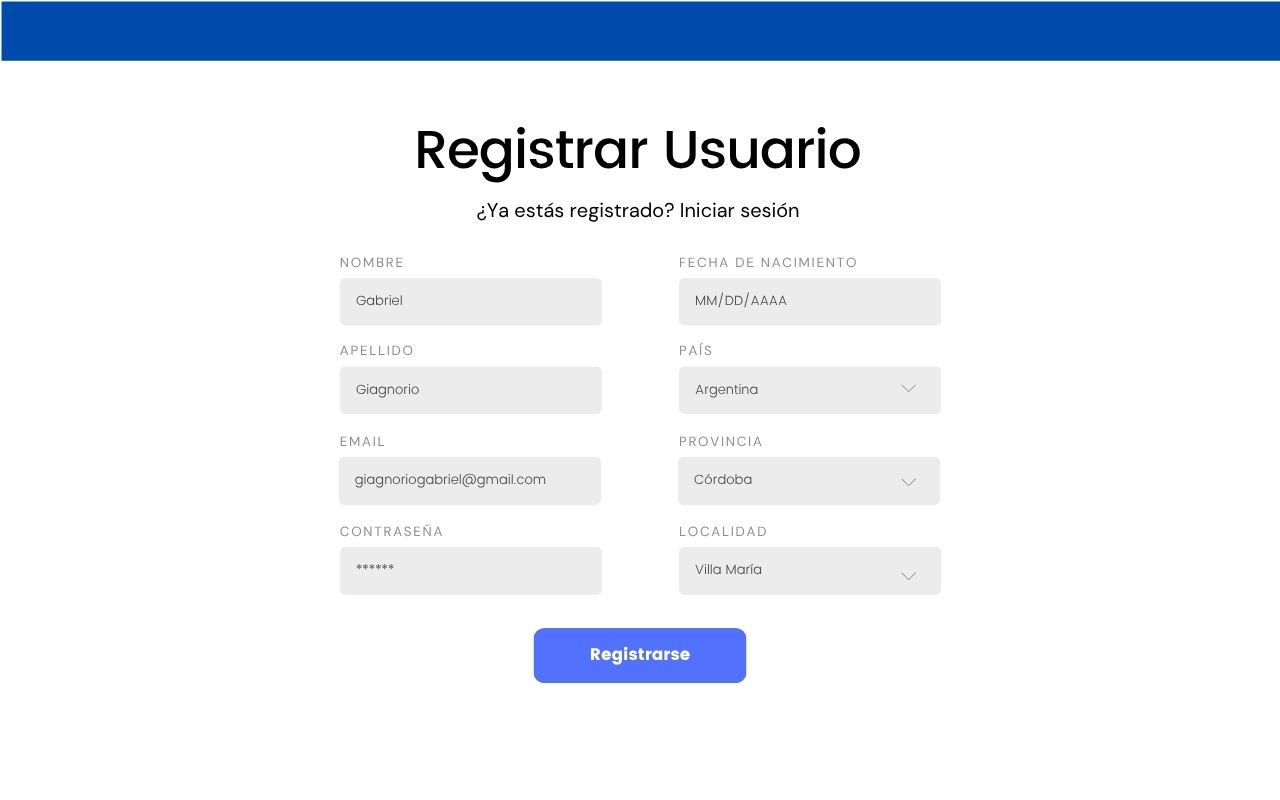 Registrar Usuario
¿Ya estás registrado? Iniciar sesión
NOMBRE
Gabriel
APELLIDO
Giagnorio
EMAIL
giagnoriogabriel@gmail.com
CONTRASEÑA
******
FECHA DE NACIMIENTO
MM/DD/AAAA
PAÍS
Argentina
PROVINCIA
Córdoba
LOCALIDAD
Villa María
Registrarse